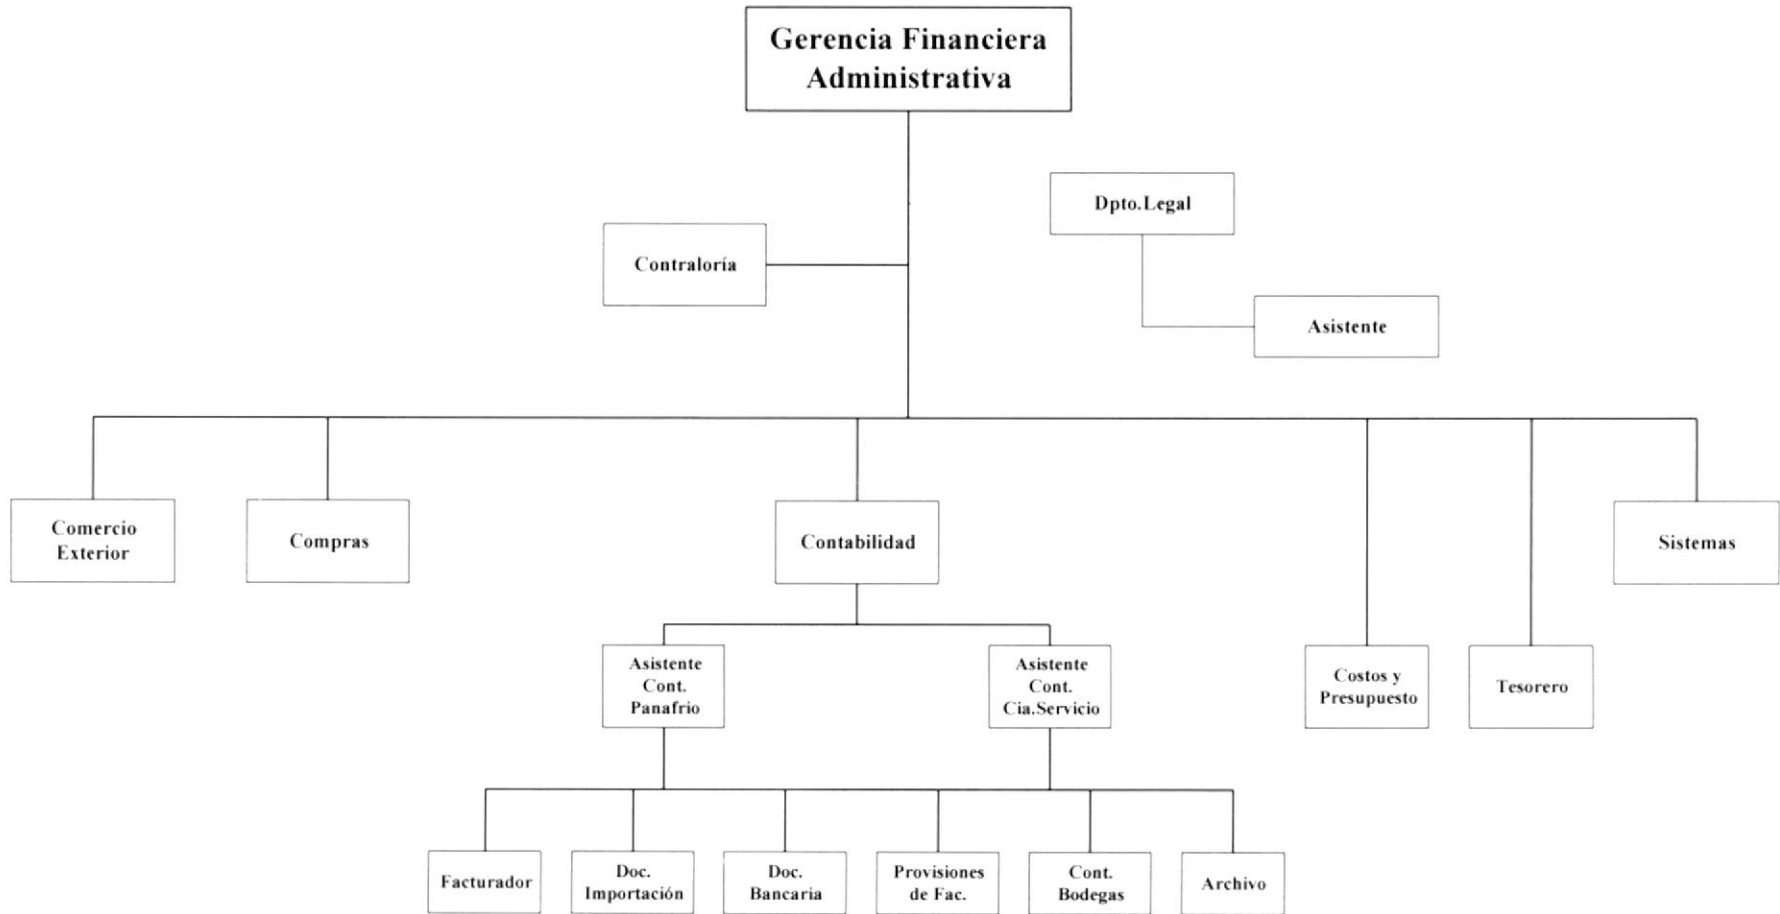 Gerencia Financiera
Administrativa
Dpto.Legal
Contraloría
Asistente
Comercio
Exterior
Compras
Contabilidad
Sistemas
Asistente
Cont.
Panafrio
Asistente
Cont.
Cia.Servicio
Costos y
Presupuesto
Tesorero
Facturador
Doc.
Importación
Doc.
Bancaria
Provisiones
de Fac.
Cont.
Bodegas
Archivo